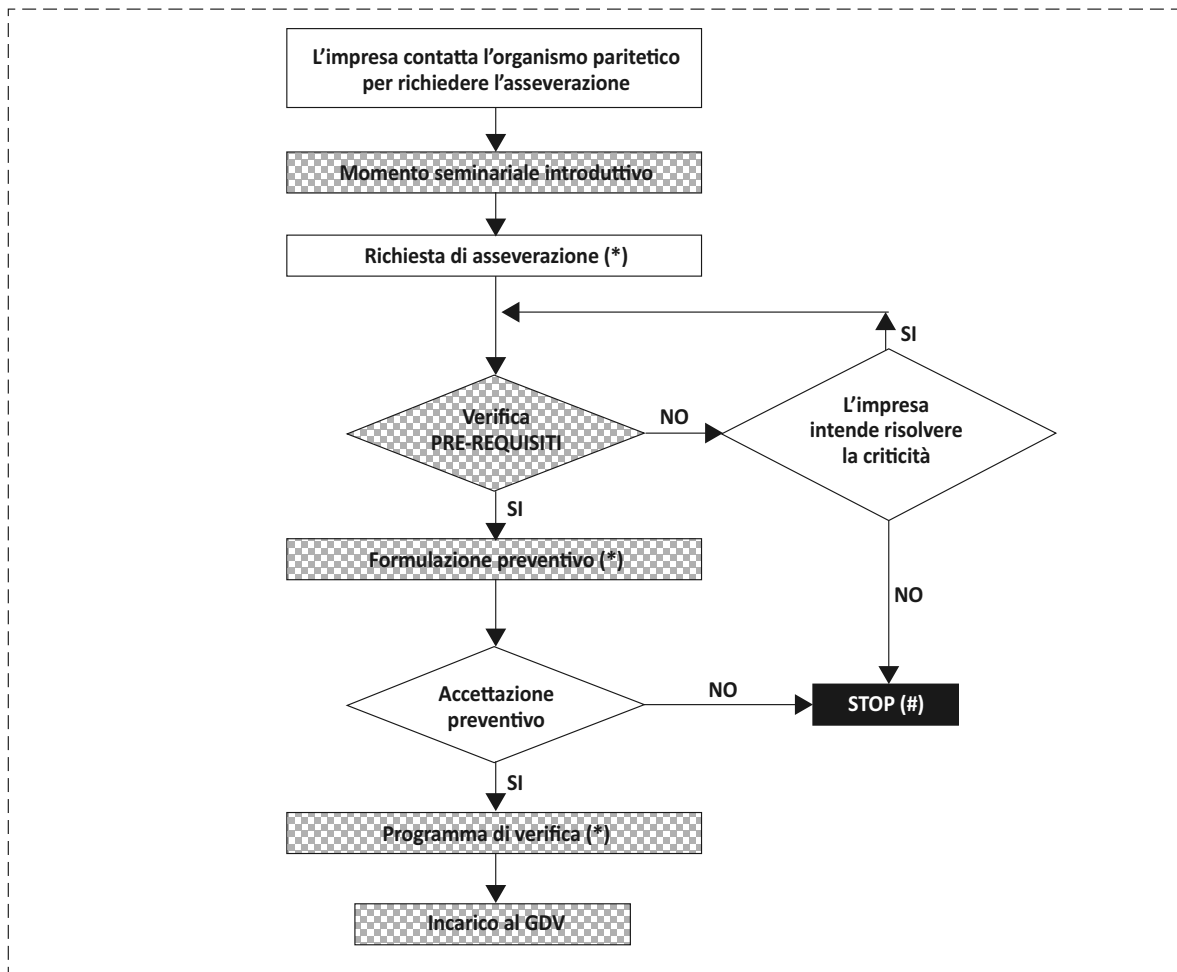 L’impresa contatta l’organismo paritetico
per richiedere l’asseverazione
Momento seminariale introduttivo
Richiesta di asseverazione (*)
SI
Verifica
PRE-REQUISITI
NO
L’impresa
intende risolvere
la criticità
SI
Formulazione preventivo (*)
NO
Accettazione
preventivo
NO
STOP (#)
SI
Programma di verifica (*)
Incarico al GDV